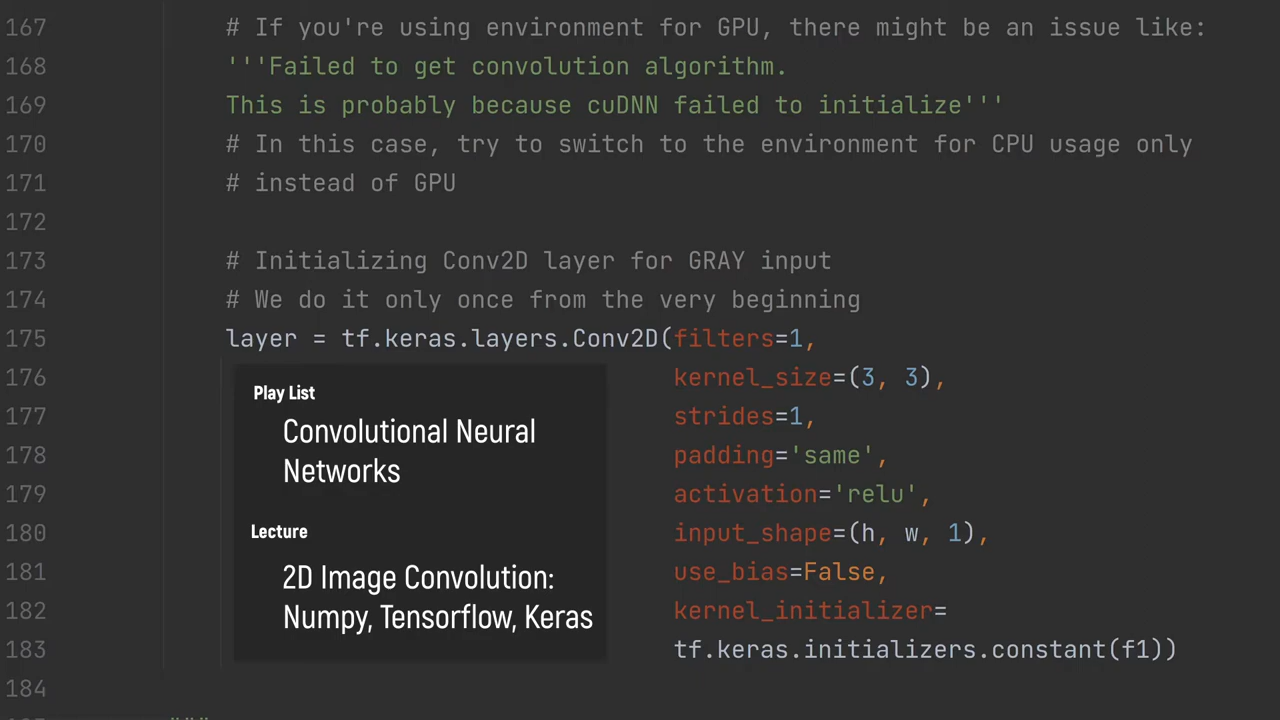 167 # If you're using environment for GPU, there might be an issue like:
168 '''Failed to get convolution algorithm.
169 This is probably because cuDNN failed to initialize'''
170 # In this case, try to switch to the environment for CPU usage only
171 # instead of GPU
172
173 # Initializing Conv2D layer for GRAY input
174 # We do it only once from the very beginning
175 layer = tf.keras.layers.Conv2D(filters=1,
176 kernel_size=(3, 3),
177 strides=1,
178 padding='same',
179 activation='relu',
180 input_shape=(h, w, 1),
181 use_bias=False,
182 kernel_initializer=
183 tf.keras.initializers.constant(f1))
184
Play List
Convolutional Neural
Networks
Lecture
2D Image Convolution:
Numpy, Tensorflow, Keras